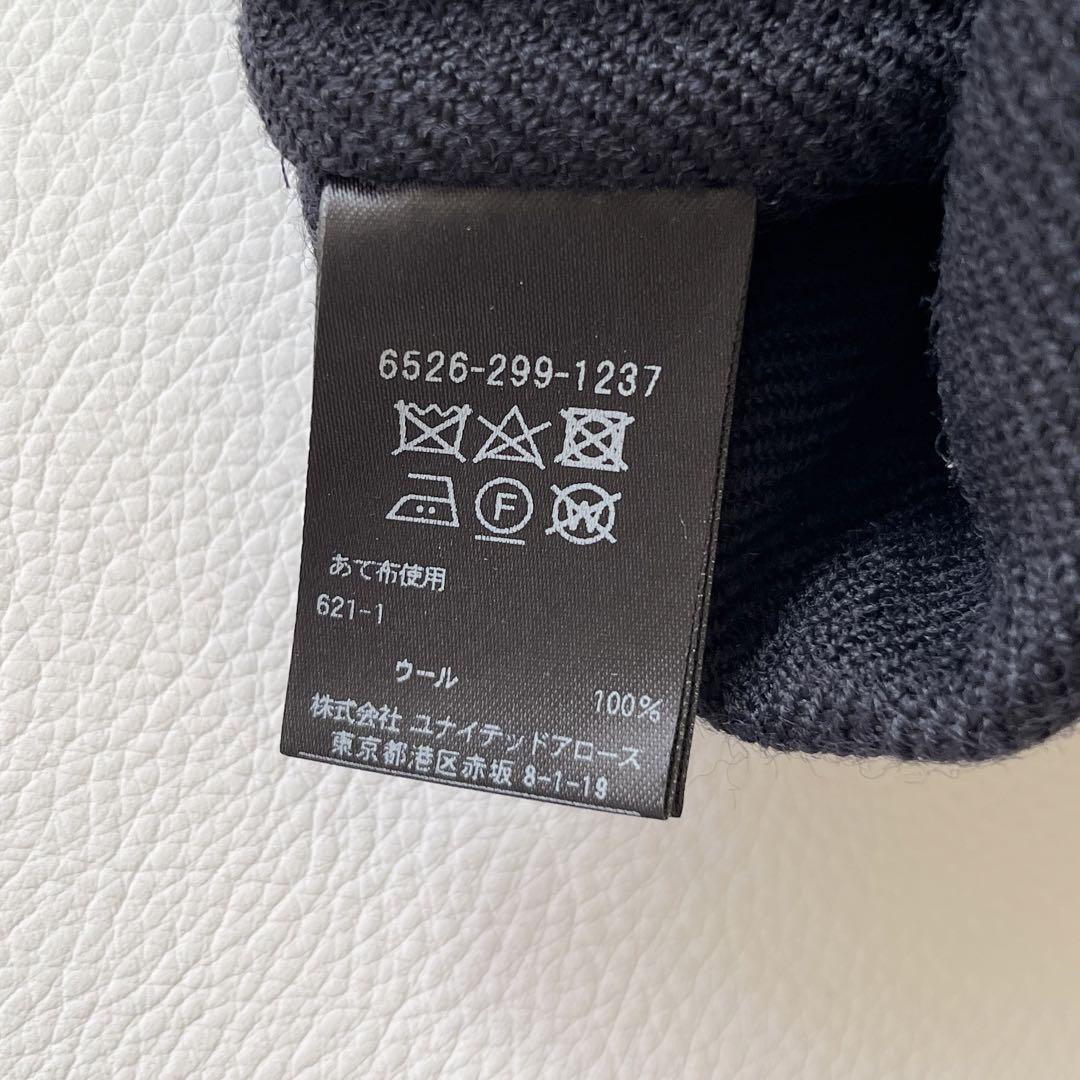 6526-299-1237
F
W
あて布使用
621-1
ウール
100%
株式会社 ユナイテッドアローズ
東京都港区赤坂 8-1-19